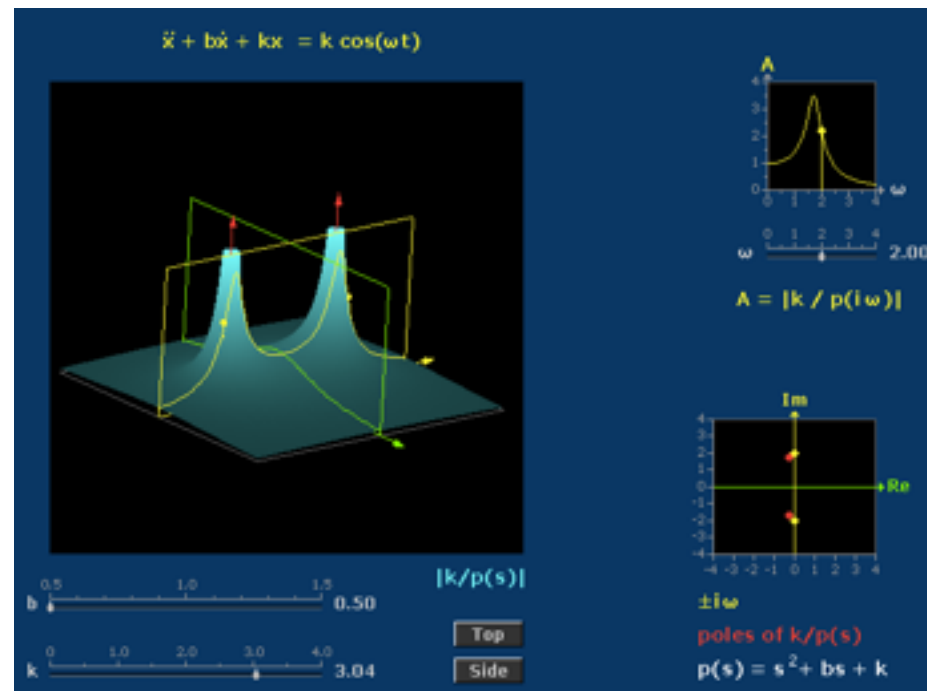 ẍ + bẋ + kx = k cos(ωt)
A
4
3
2
1
0
0 1 2 3 4 ω
0 1 2 3 4
ω 2.00
A = |k / p(iω)|
Im
4
3
2
1
0 Re
-1
-2
-3
-4
-4 -3 -2 -1 0 1 2 3 4
|k/p(s)|
0.5 1.0 1.5
b 0.50
±iω
Top
poles of k/p(s)
0 1.0 2.0 3.0 4.0
k 3.04
Side
p(s) = s²+ bs + k